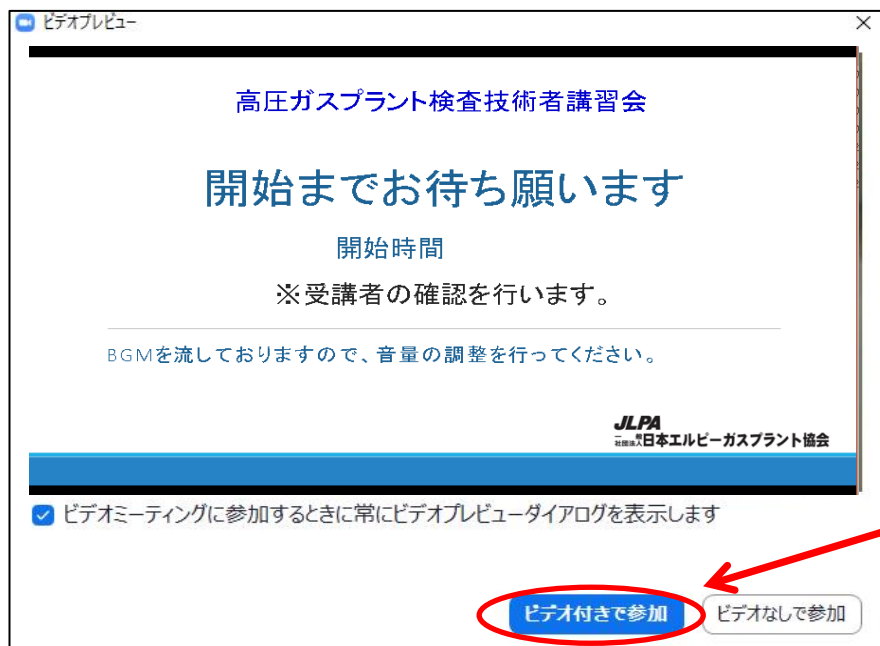 ビデオプレビュー
高圧ガスプラント検査技術者講習会
開始までお待ち願います
開始時間
※受講者の確認を行います。
BGMを流しておりますので、音量の調整を行ってください。
JLPA
一般社団法人日本エルピーガスプラント協会
ビデオミーティングに参加するときに常にビデオプレビューダイアログを表示します
ビデオ付きで参加
ビデオなしで参加